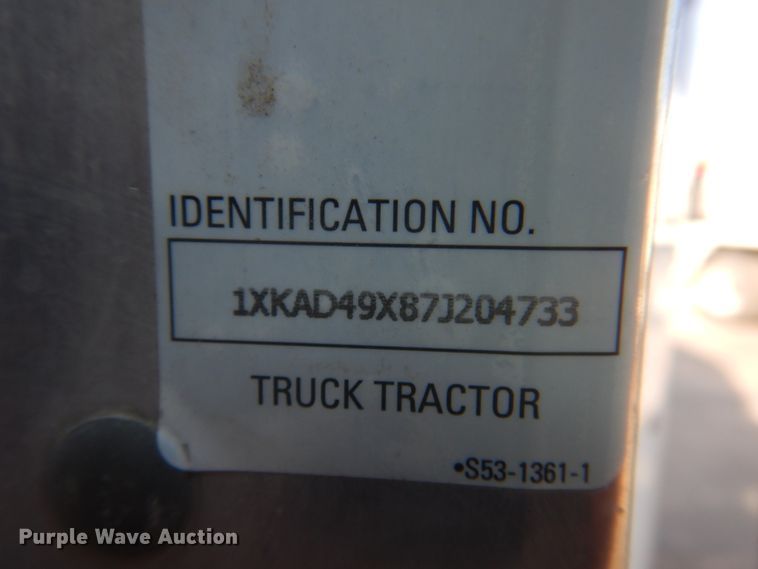 IDENTIFICATION NO.
1XKAD49X87J204733
TRUCK TRACTOR
•S53-1361-1
Purple Wave Auction